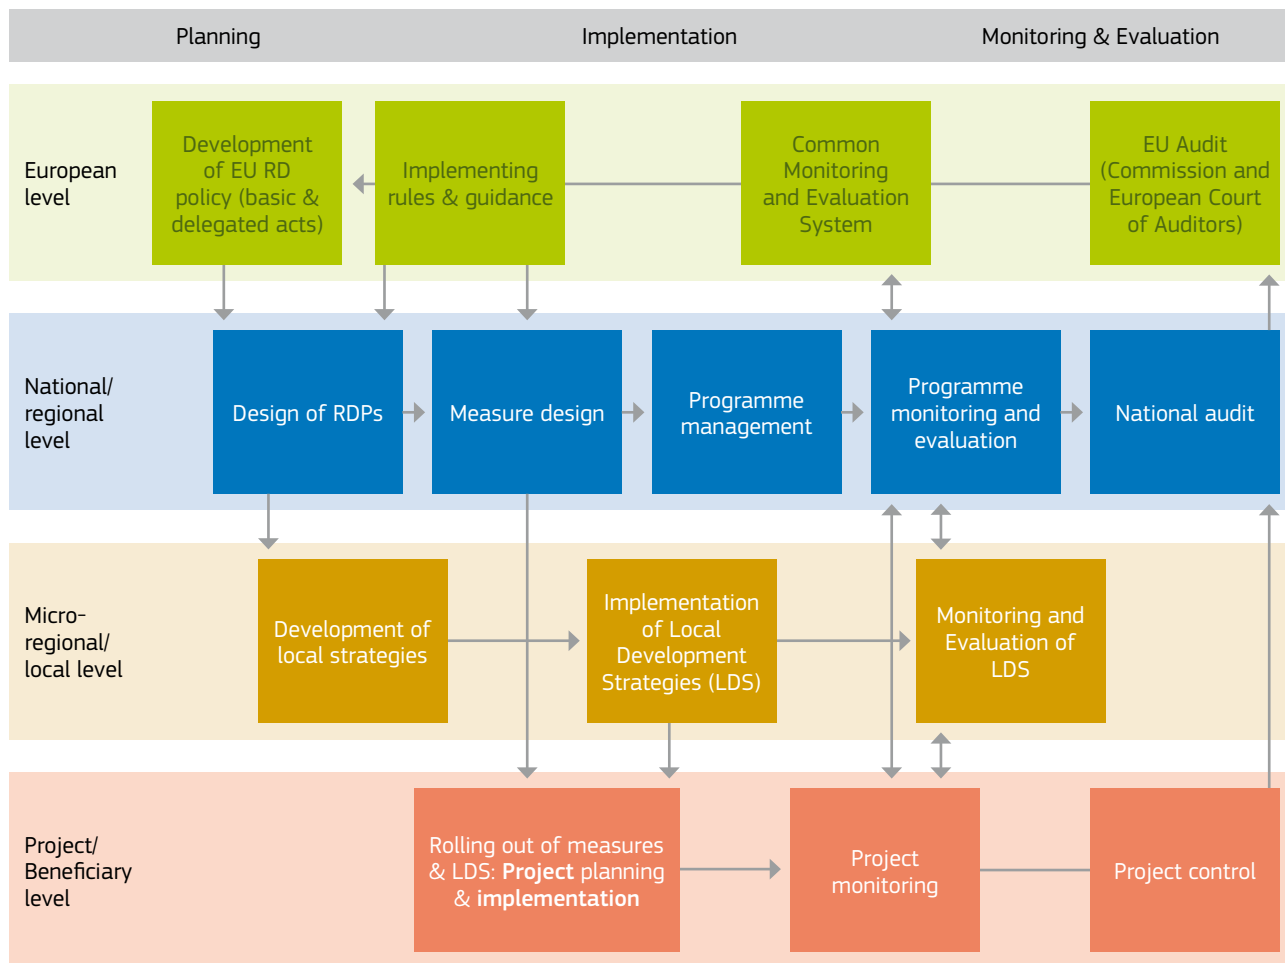 Planning
Implementation
Monitoring & Evaluation
European
level
Development
of EU RD
policy (basic &
delegated acts)
Implementing
rules & guidance
Common
Monitoring
and Evaluation
System
EU Audit
(Commission and
European Court
of Auditors)
National/
regional
level
Design of RDPs
Measure design
Programme
management
Programme
monitoring and
evaluation
National audit
Micro-
regional/
local level
Development of
local strategies
Implementation
of Local
Development
Strategies (LDS)
Monitoring and
Evaluation of
LDS
Project/
Beneficiary
level
Rolling out of measures
& LDS: Project planning
& implementation
Project
monitoring
Project control